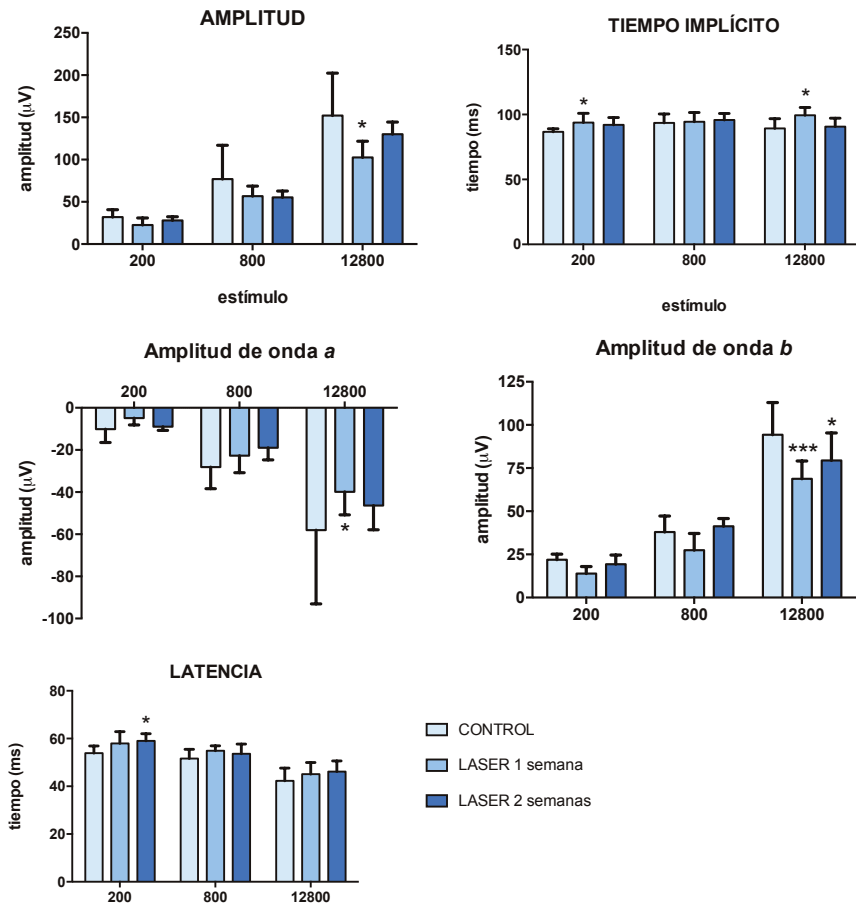 AMPLITUD
250
200
150
100
50
0
amplitud (µV)
*
200 800 12800
estímulo
TIEMPO IMPLÍCITO
150
100
50
0
tiempo (ms)
* *
200 800 12800
estímulo
Amplitud de onda a
200 800 12800
0
-20
-40
-60
-80
-100
amplitud (µV)
*
Amplitud de onda b
125
100
75
50
25
0
amplitud (µV)
*** *
200 800 12800
LATENCIA
80
60
40
20
0
tiempo (ms)
*
200 800 12800
CONTROL
LASER 1 semana
LASER 2 semanas